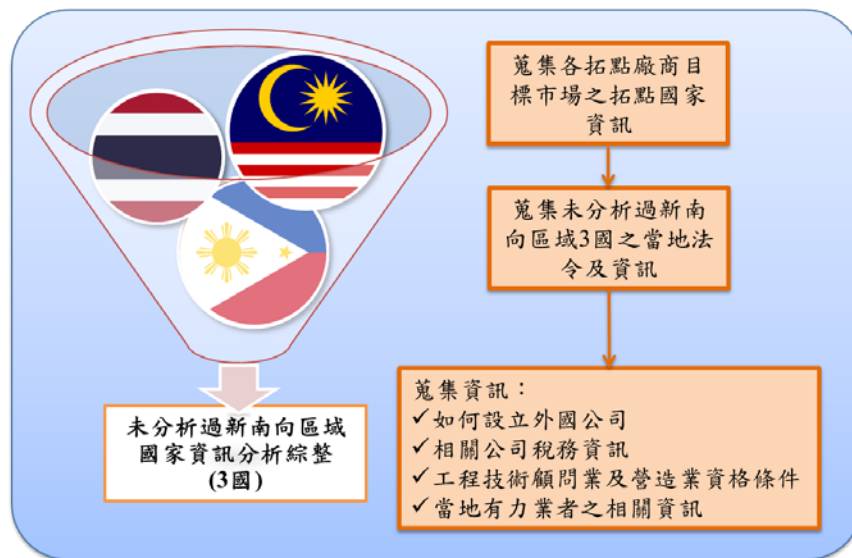 蒐集各拓點廠商目
標市場之拓點國家
資訊
蒐集未分析過新南
向區域3國之當地法
令及資訊
未分析過新南向區域
國家資訊分析綜整
(3國)
蒐集資訊：
✓如何設立外國公司
✓相關公司稅務資訊
✓工程技術顧問業及營造業資格條件
✓當地有力業者之相關資訊